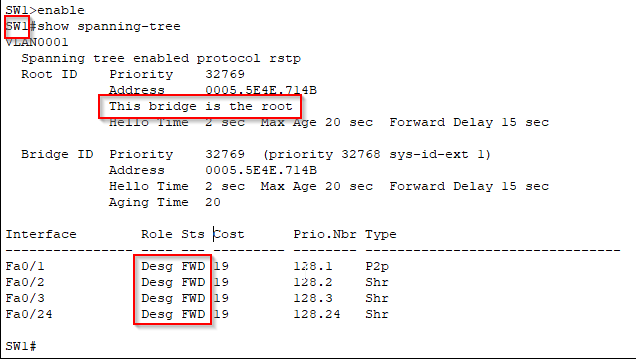 SW1>enable
SW1#show spanning-tree
VLAN0001
  Spanning tree enabled protocol rstp
  Root ID    Priority    32769
             Address     0005.5E4E.714B
             This bridge is the root
             Hello Time  2 sec  Max Age 20 sec  Forward Delay 15 sec

  Bridge ID  Priority    32769  (priority 32768 sys-id-ext 1)
             Address     0005.5E4E.714B
             Hello Time  2 sec  Max Age 20 sec  Forward Delay 15 sec
             Aging Time  20

Interface        Role Sts Cost      Prio.Nbr Type
---------------- ---- --- --------- -------- --------------------------------
Fa0/1            Desg FWD 19        128.1    P2p
Fa0/2            Desg FWD 19        128.2    Shr
Fa0/3            Desg FWD 19        128.3    Shr
Fa0/24           Desg FWD 19        128.24   Shr

SW1#